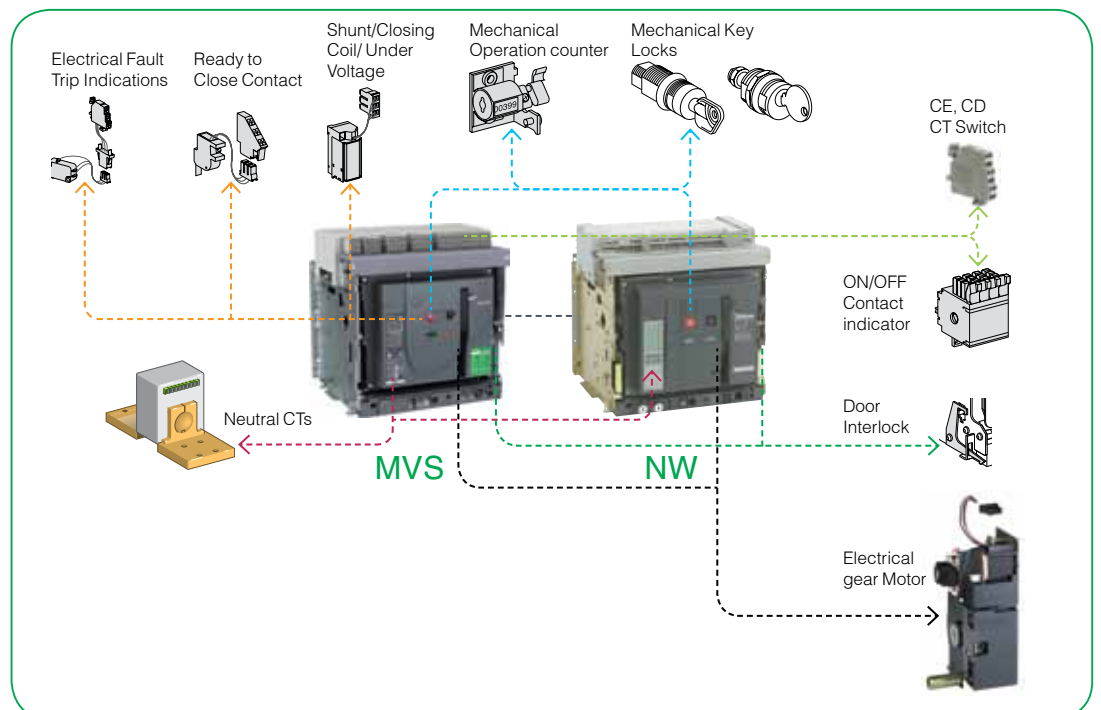 Electrical Fault
Trip Indications
Ready to
Close Contact
Shunt/Closing
Coil/ Under
Voltage
Mechanical
Operation counter
Mechanical Key
Locks
00399
CE, CD
CT Switch
ON/OFF
Contact
indicator
Neutral CTs
Door
Interlock
MVS
NW
Electrical
gear Motor